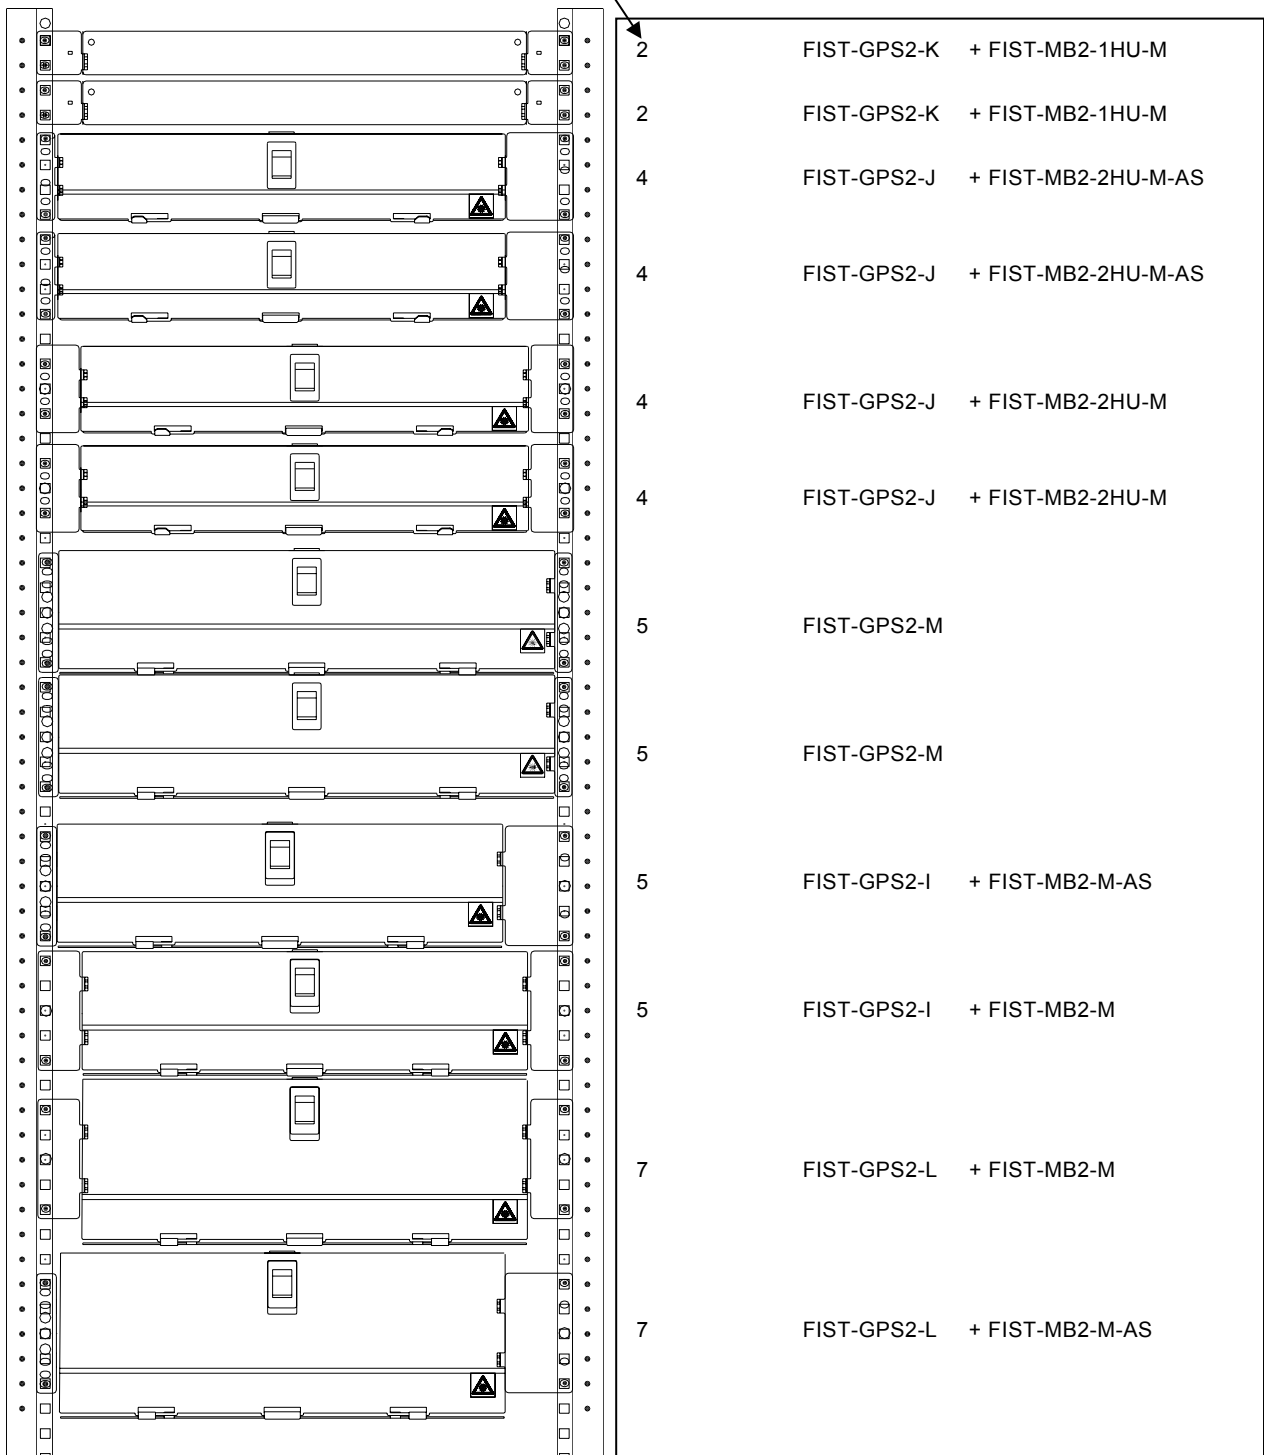 2 FIST-GPS2-K + FIST-MB2-1HU-M
2 FIST-GPS2-K + FIST-MB2-1HU-M
4 FIST-GPS2-J + FIST-MB2-2HU-M-AS
4 FIST-GPS2-J + FIST-MB2-2HU-M-AS
4 FIST-GPS2-J + FIST-MB2-2HU-M
4 FIST-GPS2-J + FIST-MB2-2HU-M
5 FIST-GPS2-M
5 FIST-GPS2-M
5 FIST-GPS2-I + FIST-MB2-M-AS
5 FIST-GPS2-I + FIST-MB2-M
7 FIST-GPS2-L + FIST-MB2-M
7 FIST-GPS2-L + FIST-MB2-M-AS